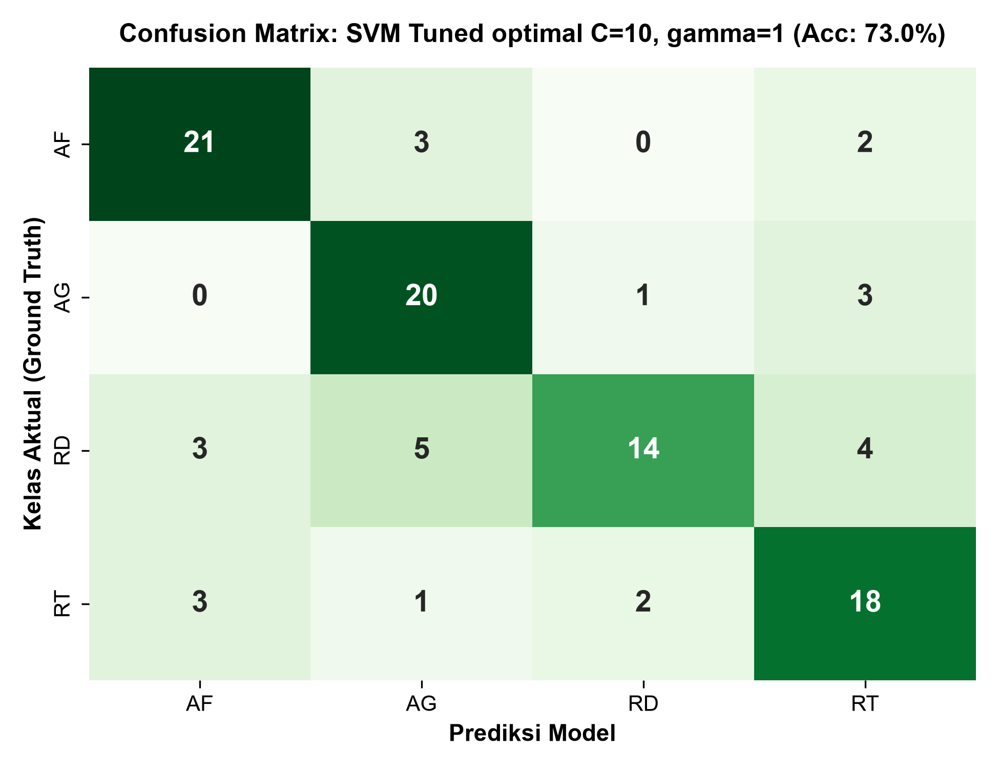 Confusion Matrix: SVM Tuned optimal C=10, gamma=1 (Acc: 73.0%)
Kelas Aktual (Ground Truth)
AF 21 3 0 2
AG 0 20 1 3
RD 3 5 14 4
RT 3 1 2 18
AF AG RD RT
Prediksi Model